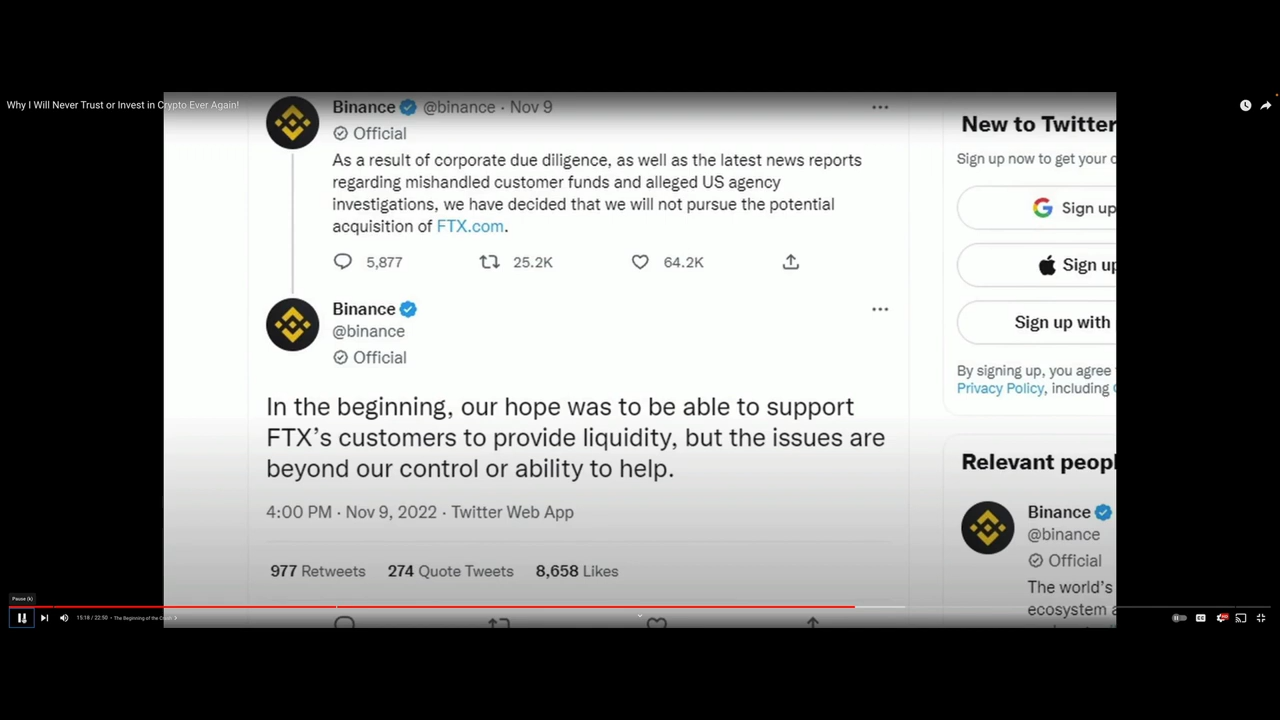 Why I Will Never Trust or Invest in Crypto Ever Again!
Binance @binance · Nov 9
Official
As a result of corporate due diligence, as well as the latest news reports
regarding mishandled customer funds and alleged US agency
investigations, we have decided that we will not pursue the potential
acquisition of FTX.com.
5,877 25.2K 64.2K
Binance
@binance
Official
In the beginning, our hope was to be able to support
FTX’s customers to provide liquidity, but the issues are
beyond our control or ability to help.
4:00 PM · Nov 9, 2022 · Twitter Web App
977 Retweets 274 Quote Tweets 8,658 Likes
New to Twitter
Sign up now to get your
Sign up
Sign up
Sign up with
By signing up, you agree
Privacy Policy, including
Relevant peopl
Binance
@binance
Official
The world’s
ecosystem
Pause (k)
15:18 / 22:50 • The Beginning of the Crash